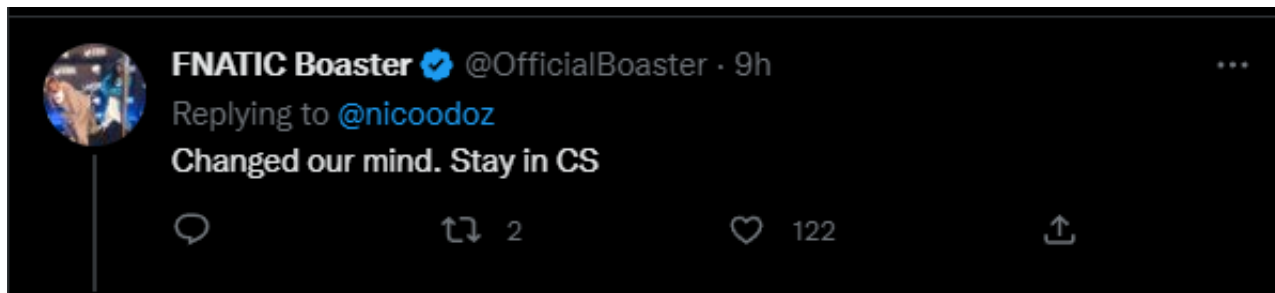 FNATIC Boaster @OfficialBoaster · 9h
Replying to @nicoodoz
Changed our mind. Stay in CS
2 122